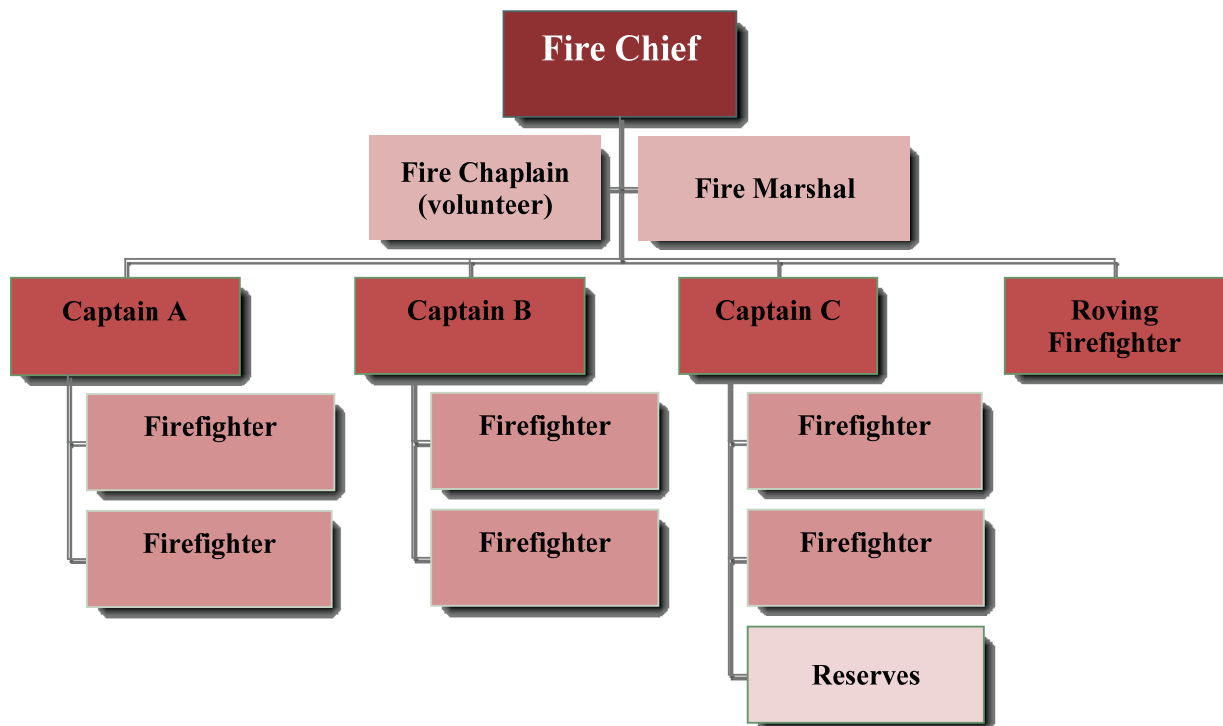 Fire Chief
Fire Chaplain
(volunteer)
Fire Marshal
Captain A
Captain B
Captain C
Roving
Firefighter
Firefighter
Firefighter
Firefighter
Firefighter
Firefighter
Firefighter
Reserves